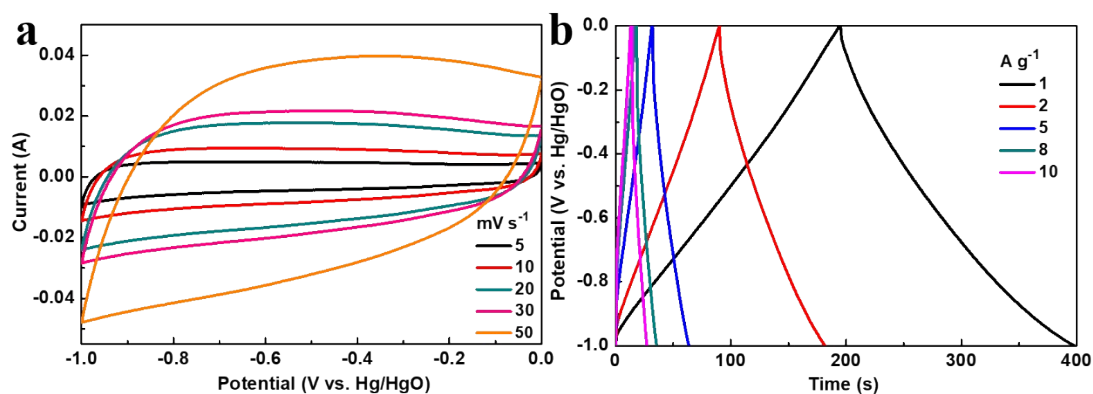 a
Current (A)
0.04
0.02
0.00
-0.02
-0.04
mV s⁻¹
5
10
20
30
50
-1.0 -0.8 -0.6 -0.4 -0.2 0.0
Potential (V vs. Hg/HgO)
b
Potential (V vs. Hg/HgO)
0.0
-0.2
-0.4
-0.6
-0.8
-1.0
A g⁻¹
1
2
5
8
10
0 100 200 300 400
Time (s)